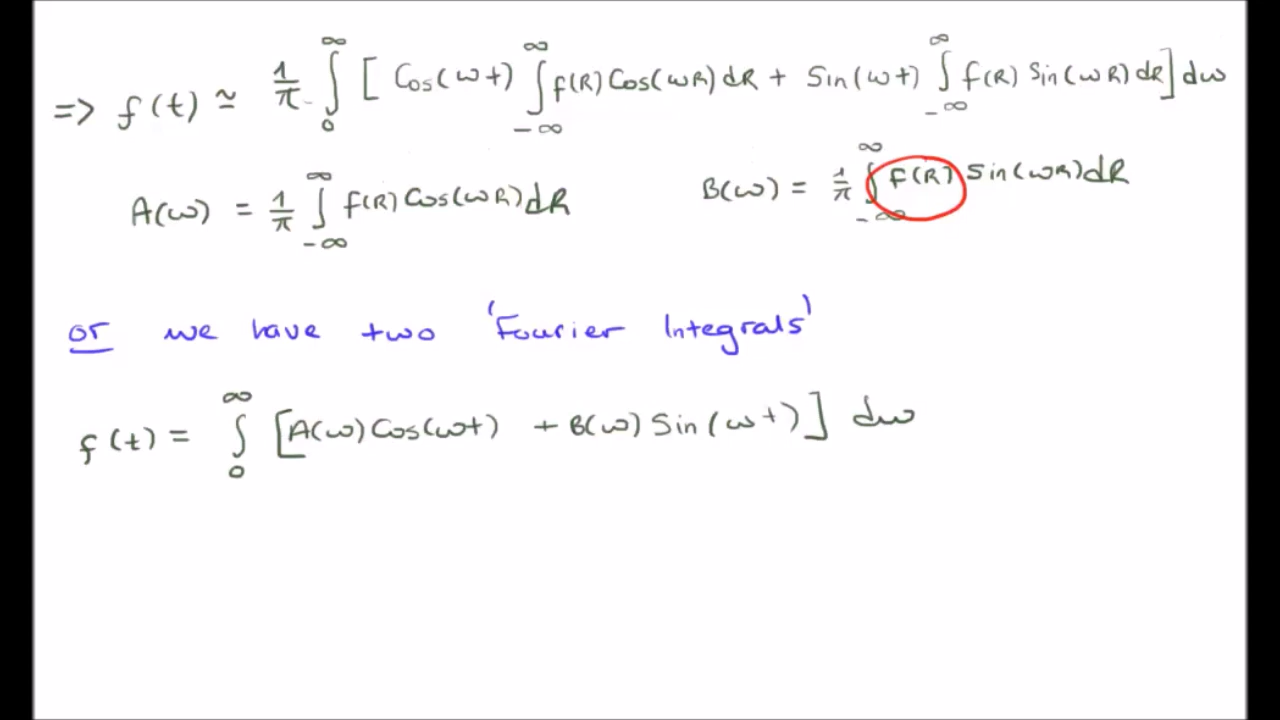 => f(t) ≃ 1/π ∫₀^∞ [ Cos(ωt) ∫_{-∞}^∞ f(R) Cos(ωR) dR + Sin(ωt) ∫_{-∞}^∞ f(R) Sin(ωR) dR ] dω
A(ω) = 1/π ∫_{-∞}^∞ f(R) Cos(ωR) dR B(ω) = 1/π ∫_{-∞}^∞ f(R) Sin(ωR) dR
or we have two 'Fourier Integrals'
f(t) = ∫₀^∞ [A(ω) Cos(ωt) + B(ω) Sin(ωt)] dω